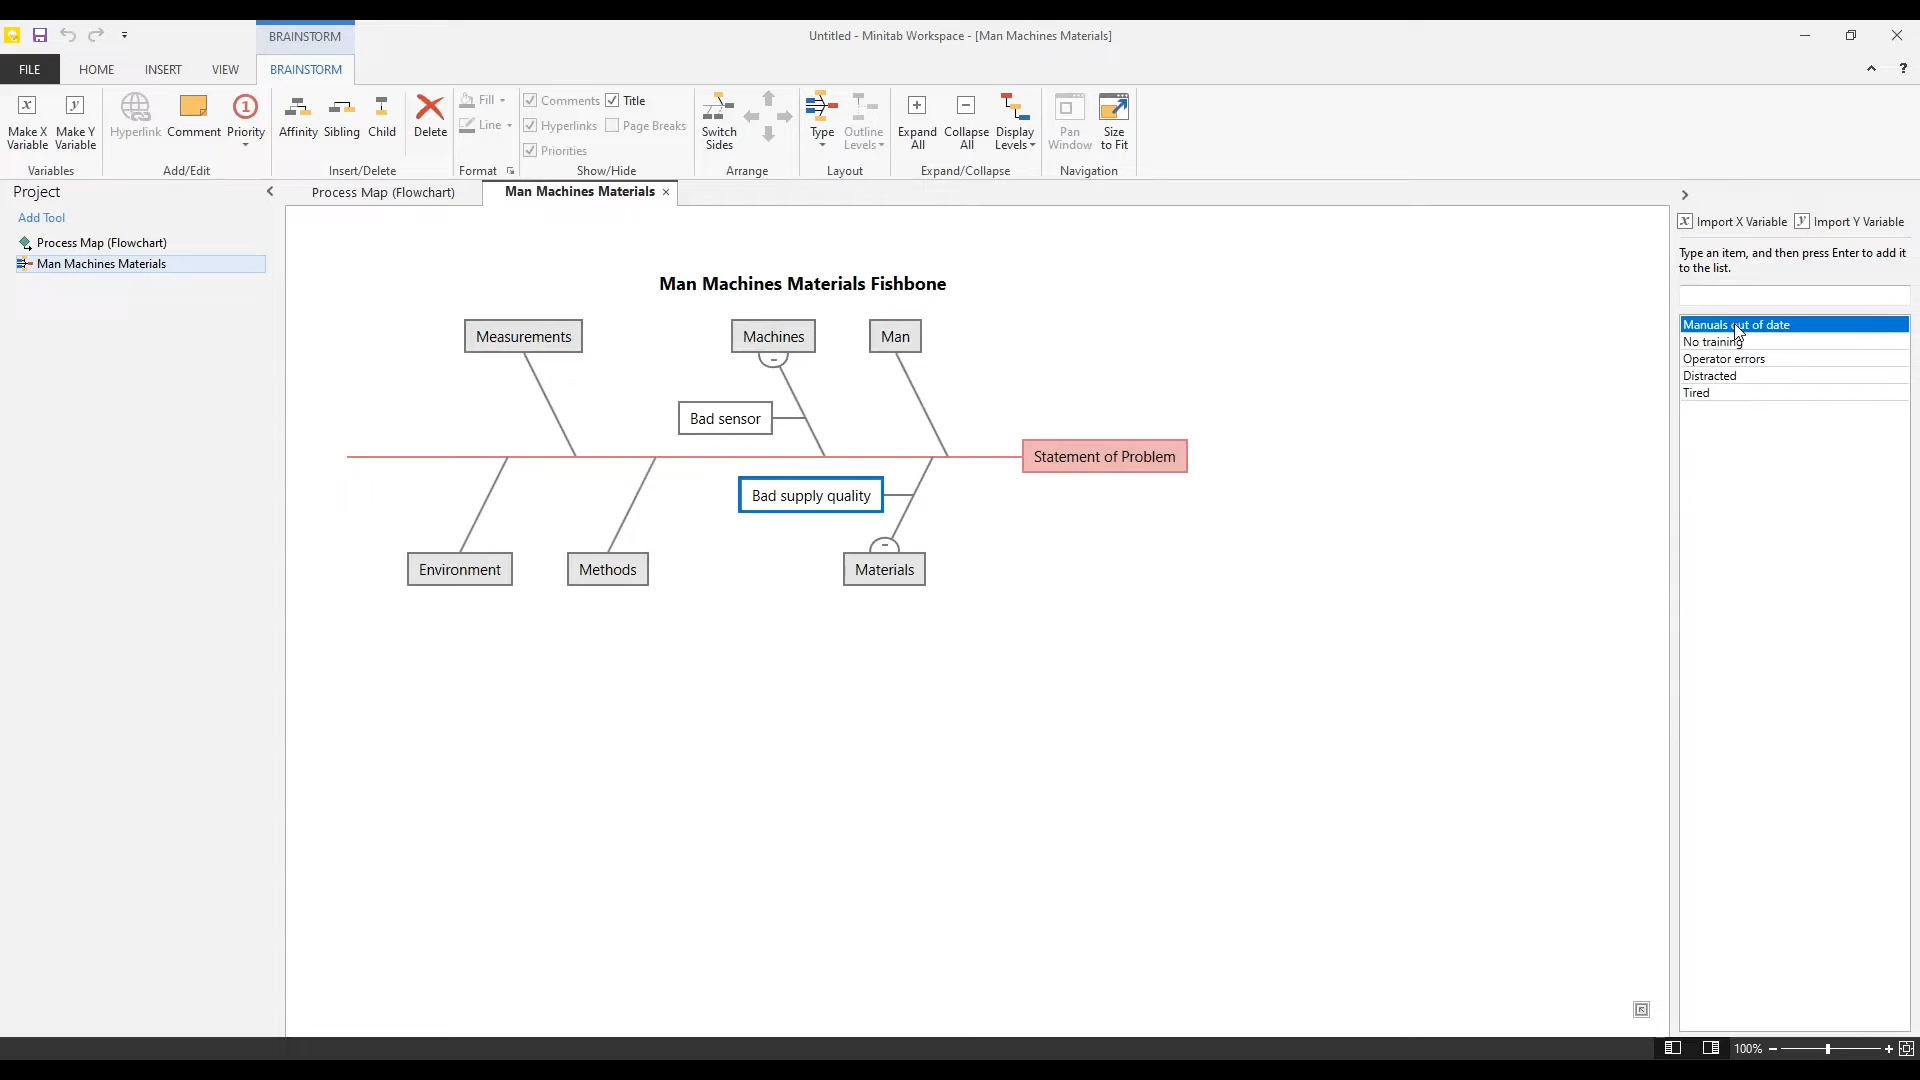 BRAINSTORM
Untitled - Minitab Workspace - [Man Machines Materials]
FILE
HOME
INSERT
VIEW
BRAINSTORM
?
x
y
1
Make X
Variable
Make Y
Variable
Hyperlink
Comment
Priority
Affinity
Sibling
Child
Delete
Fill
Line
Comments
Title
Hyperlinks
Page Breaks
Priorities
Switch
Sides
Type
Outline
Levels
Expand
All
Collapse
All
Display
Levels
Pan
Window
Size
to Fit
Variables
Add/Edit
Insert/Delete
Format
Show/Hide
Arrange
Layout
Expand/Collapse
Navigation
Project
Add Tool
Process Map (Flowchart)
Man Machines Materials
Process Map (Flowchart)
Man Machines Materials ×
Man Machines Materials Fishbone
Measurements
Machines
Man
Bad sensor
Statement of Problem
Bad supply quality
Environment
Methods
Materials
x Import X Variable
y Import Y Variable
Type an item, and then press Enter to add it
to the list.
Manuals out of date
No training
Operator errors
Distracted
Tired
100%